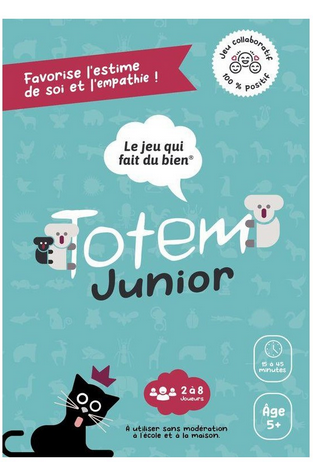 Favorise l'estime
de soi et l'empathie !
Jeu collaboratif
100 % positif
Le jeu qui
fait du bien®
Totem
Junior
15 à 45
minutes
2 à 8
Joueurs
Âge
5+
À utiliser sans modération
à l'école et à la maison.